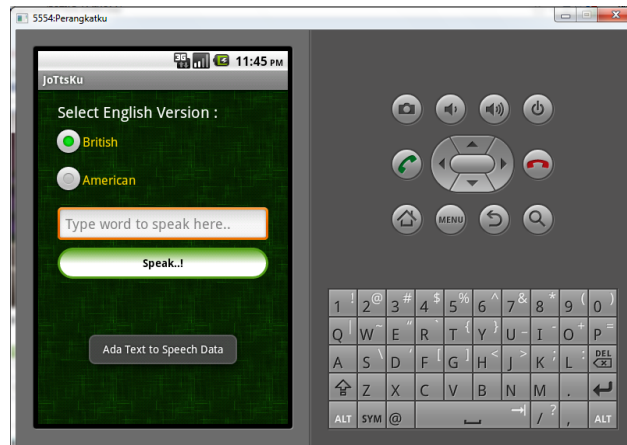 5554:Perangkatku
3G
11:45 PM
JoTtsKu
Select English Version :
British
American
Type word to speak here..
Speak..!
Ada Text to Speech Data
MENU
1 ! 2 @ 3 # 4 $ 5 % 6 ^ 7 & 8 * 9 ( 0 )
Q | W ~ E " R ` T { Y } U _ I - O + P =
A S \ D ' F [ G ] H < J > K ; L : DEL
Z X C V B N M .
ALT SYM @ / ? , ALT